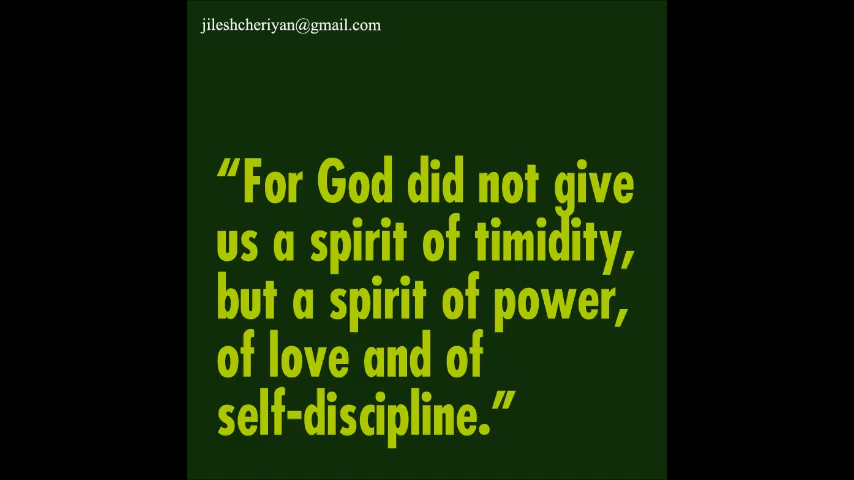 jileshcheriyan@gmail.com
“For God did not give
us a spirit of timidity,
but a spirit of power,
of love and of
self-discipline.”